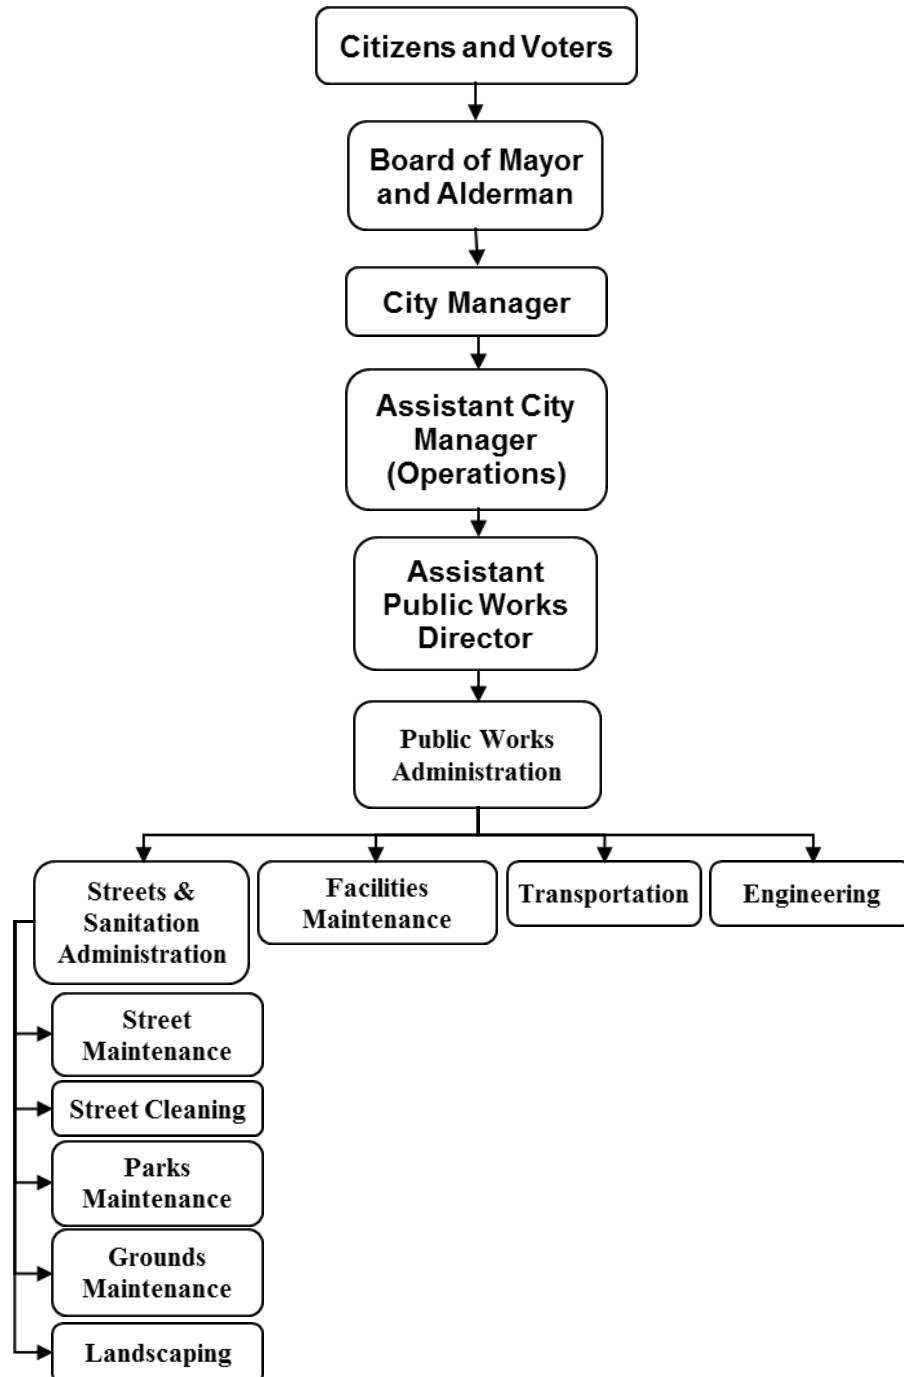 Citizens and Voters
Board of Mayor
and Alderman
City Manager
Assistant City
Manager
(Operations)
Assistant
Public Works
Director
Public Works
Administration
Streets &
Sanitation
Administration
Facilities
Maintenance
Transportation
Engineering
Street
Maintenance
Street Cleaning
Parks
Maintenance
Grounds
Maintenance
Landscaping